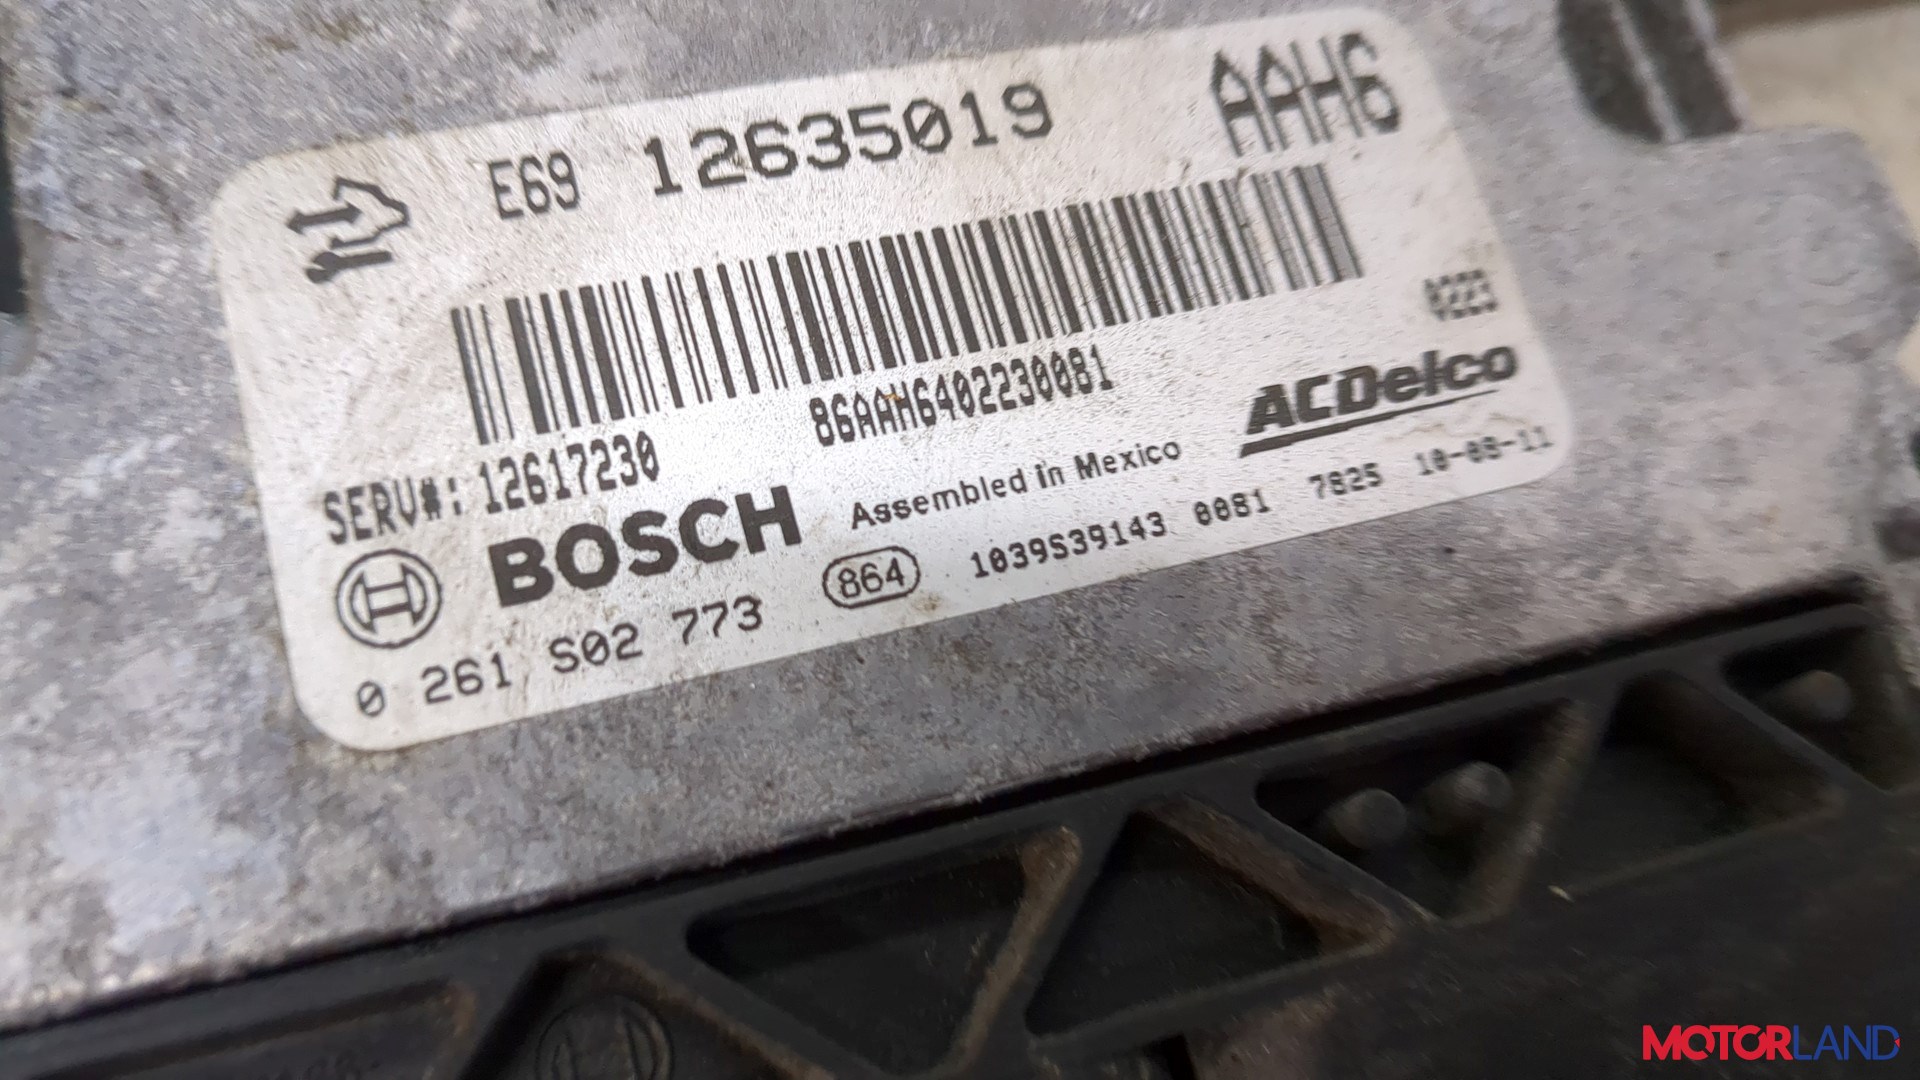 E69 12635019 AAH6
0223
86AAH6402230081
SERV#: 12617230
ACDelco
BOSCH Assembled in Mexico
0 261 S02 773 864 1039S39143 0081 7825 10-08-11
MOTORLAND